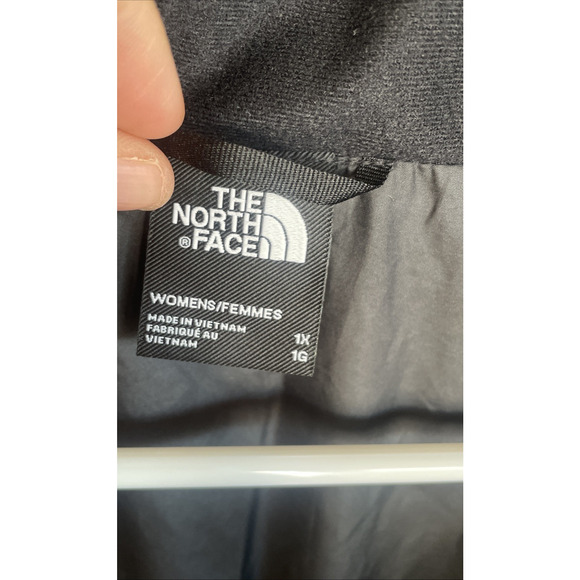 THE
NORTH
®FACE
WOMENS/FEMMES
MADE IN VIETNAM
FABRIQUÉ AU
VIETNAM
1X
1G